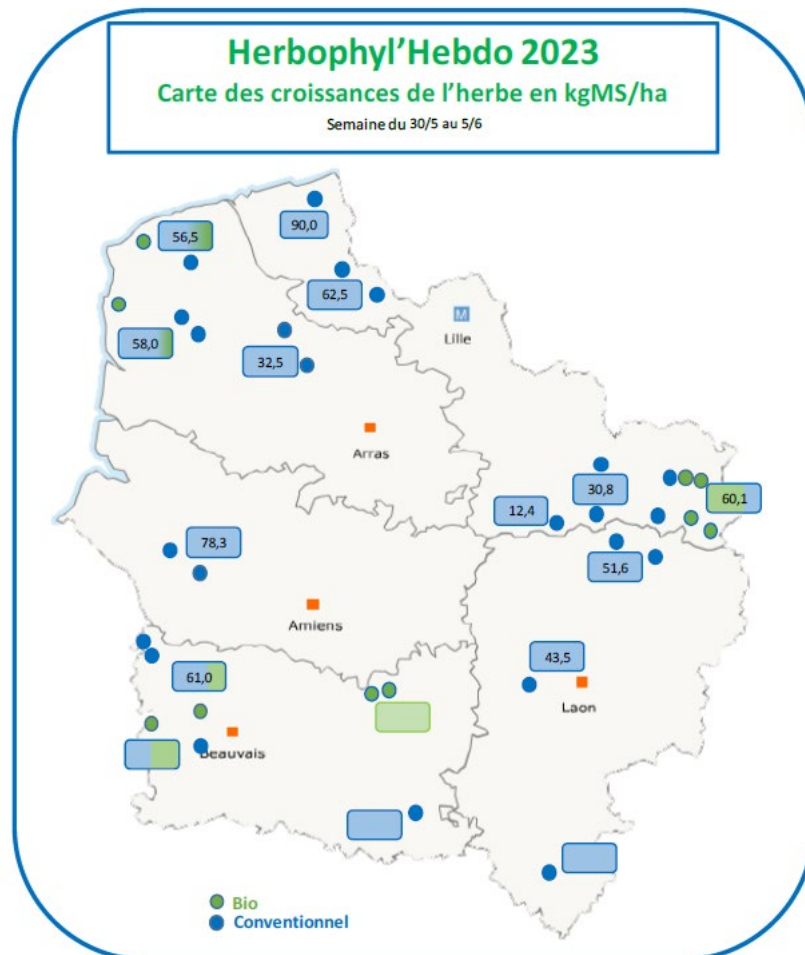 Herbophyl’Hebdo 2023
Carte des croissances de l’herbe en kgMS/ha
Semaine du 30/5 au 5/6
90,0
56,5
62,5
M
Lille
58,0
32,5
Arras
30,8
60,1
12,4
78,3
51,6
Amiens
43,5
61,0
Laon
Beauvais
Bio
Conventionnel